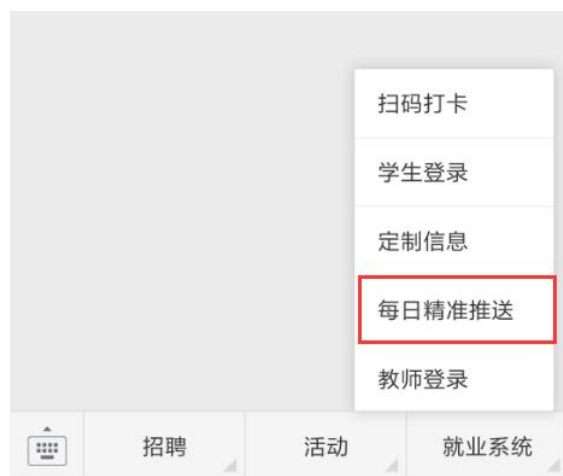 扫码打卡
学生登录
定制信息
每日精准推送
教师登录
招聘 活动 就业系统